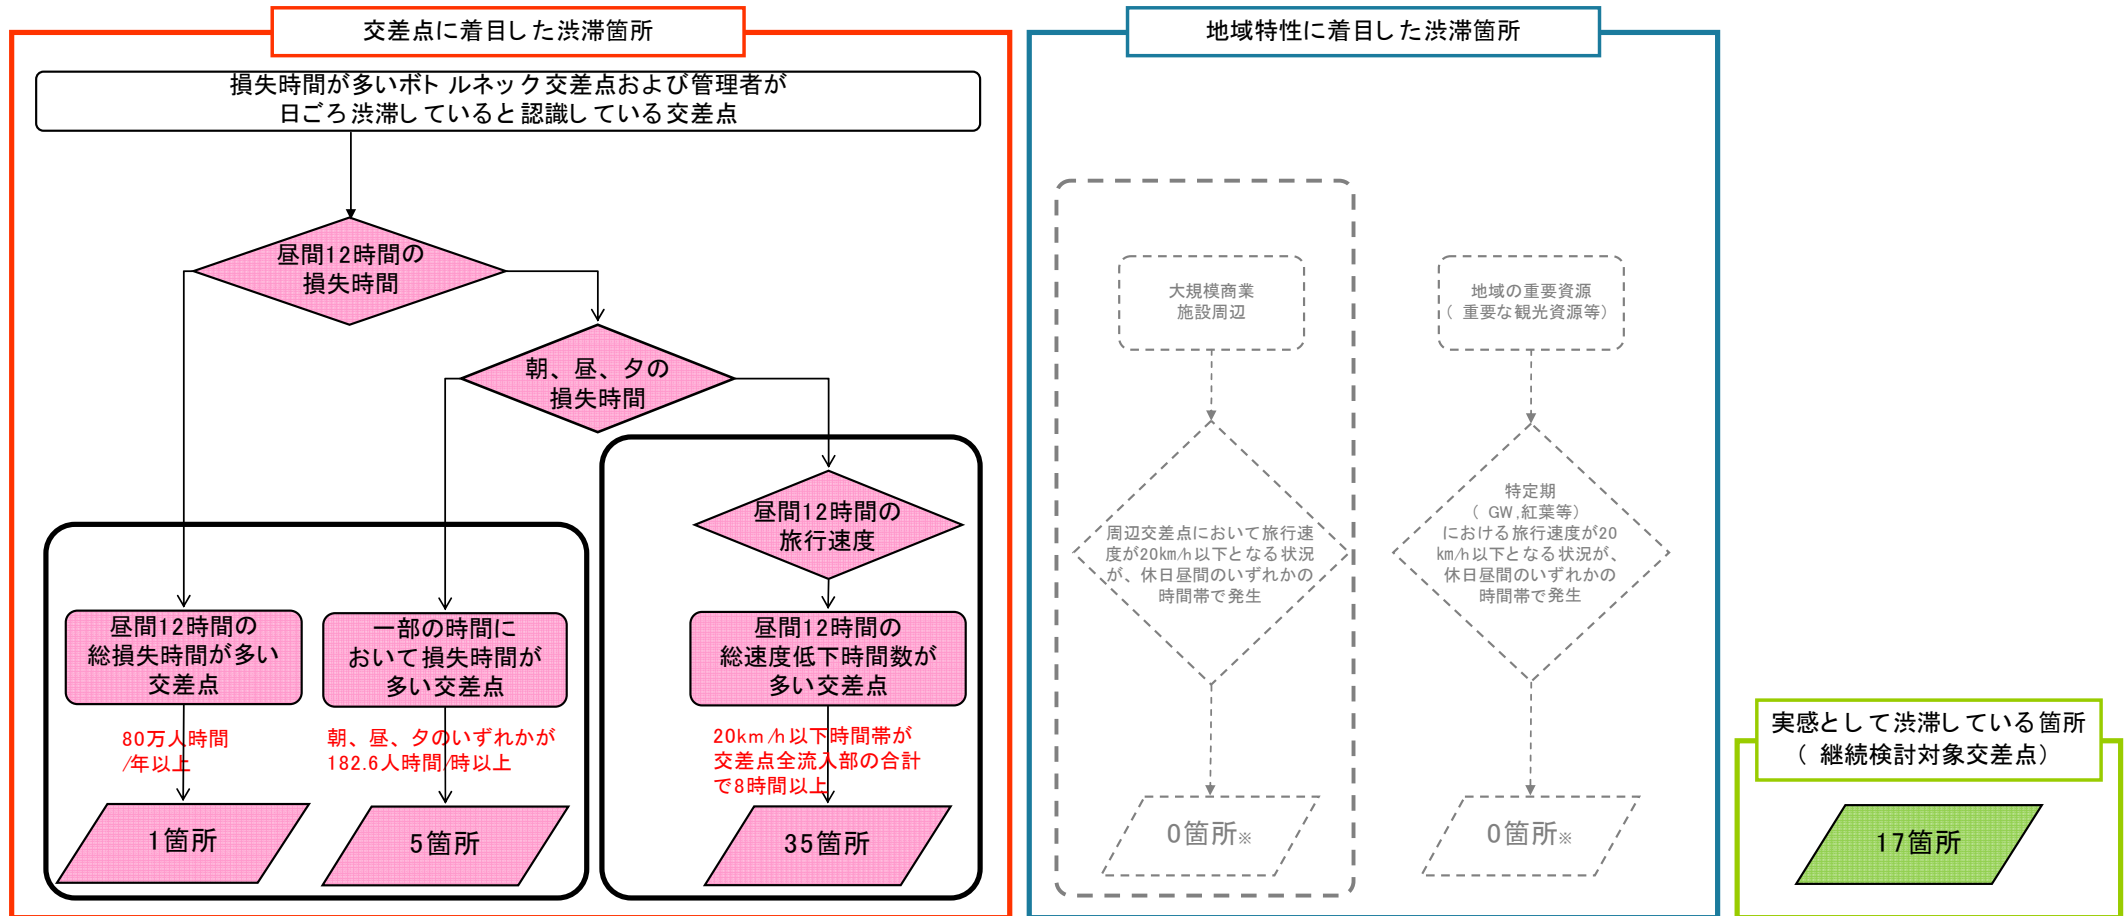 交差点に着目した渋滞箇所
損失時間が多いボトルネック交差点および管理者が
日ごろ渋滞していると認識している交差点
昼間12時間の
損失時間
朝、昼、夕の
損失時間
昼間12時間の
旅行速度
昼間12時間の
総損失時間が多い
交差点
一部の時間に
おいて損失時間が
多い交差点
昼間12時間の
総速度低下時間数が
多い交差点
80万人時間
/年以上
朝、昼、夕のいずれかが
182.6人時間/時以上
20km/h以下時間帯が
交差点全流入部の合計
で8時間以上
1箇所
5箇所
35箇所
地域特性に着目した渋滞箇所
大規模商業
施設周辺
周辺交差点において旅行速
度が20km/h以下となる状況
が、休日昼間のいずれかの
時間帯で発生
0箇所※
地域の重要資源
（重要な観光資源等）
特定期
（GW,紅葉等）
における旅行速度が20
km/h以下となる状況が、
休日昼間のいずれかの
時間帯で発生
0箇所※
実感として渋滞している箇所
（継続検討対象交差点）
17箇所